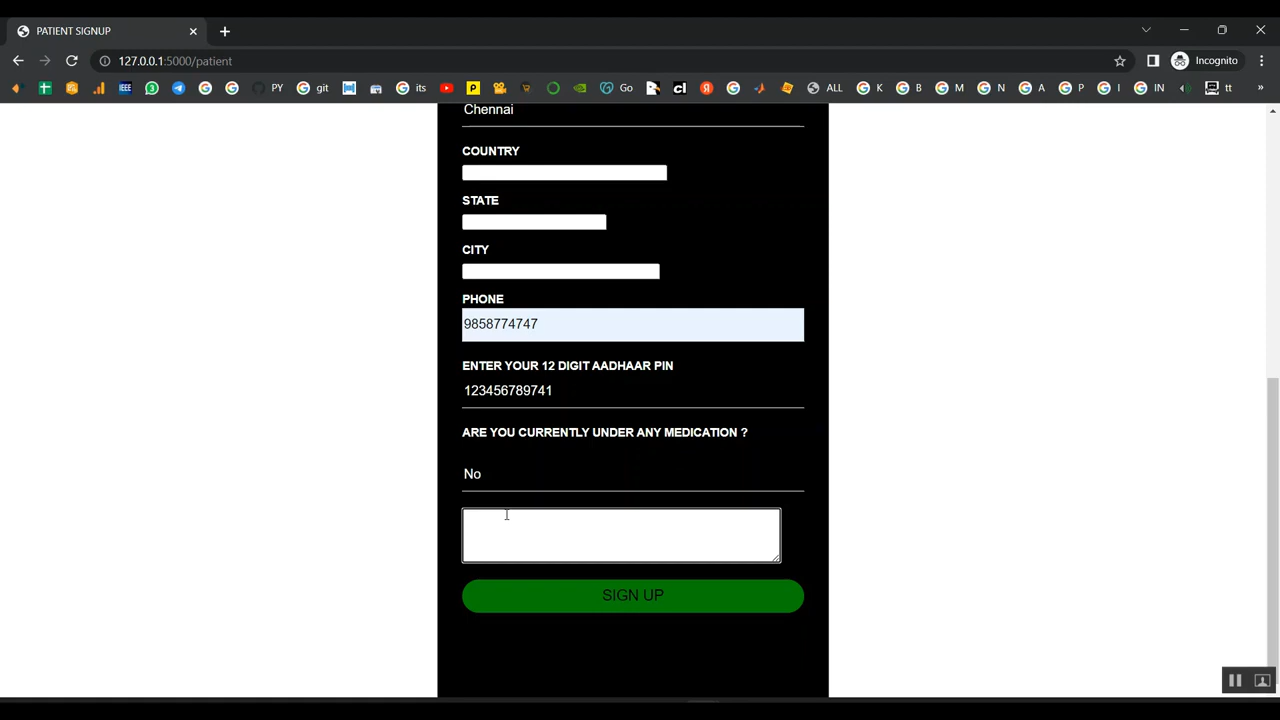 PATIENT SIGNUP
127.0.0.1:5000/patient
Incognito
PY
git
its
Go
ALL
K
B
M
N
A
P
I
IN
tt
Chennai
COUNTRY
STATE
CITY
PHONE
9858774747
ENTER YOUR 12 DIGIT AADHAAR PIN
123456789741
ARE YOU CURRENTLY UNDER ANY MEDICATION ?
No
SIGN UP